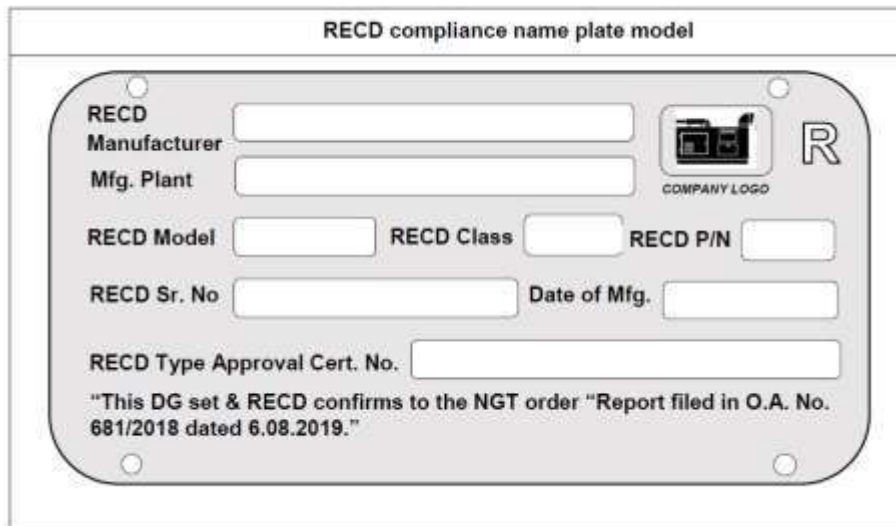 RECD compliance name plate model
RECD
Manufacturer
R
Mfg. Plant
COMPANY LOGO
RECD Model RECD Class RECD P/N
RECD Sr. No Date of Mfg.
RECD Type Approval Cert. No.
“This DG set & RECD confirms to the NGT order “Report filed in O.A. No.
681/2018 dated 6.08.2019.”